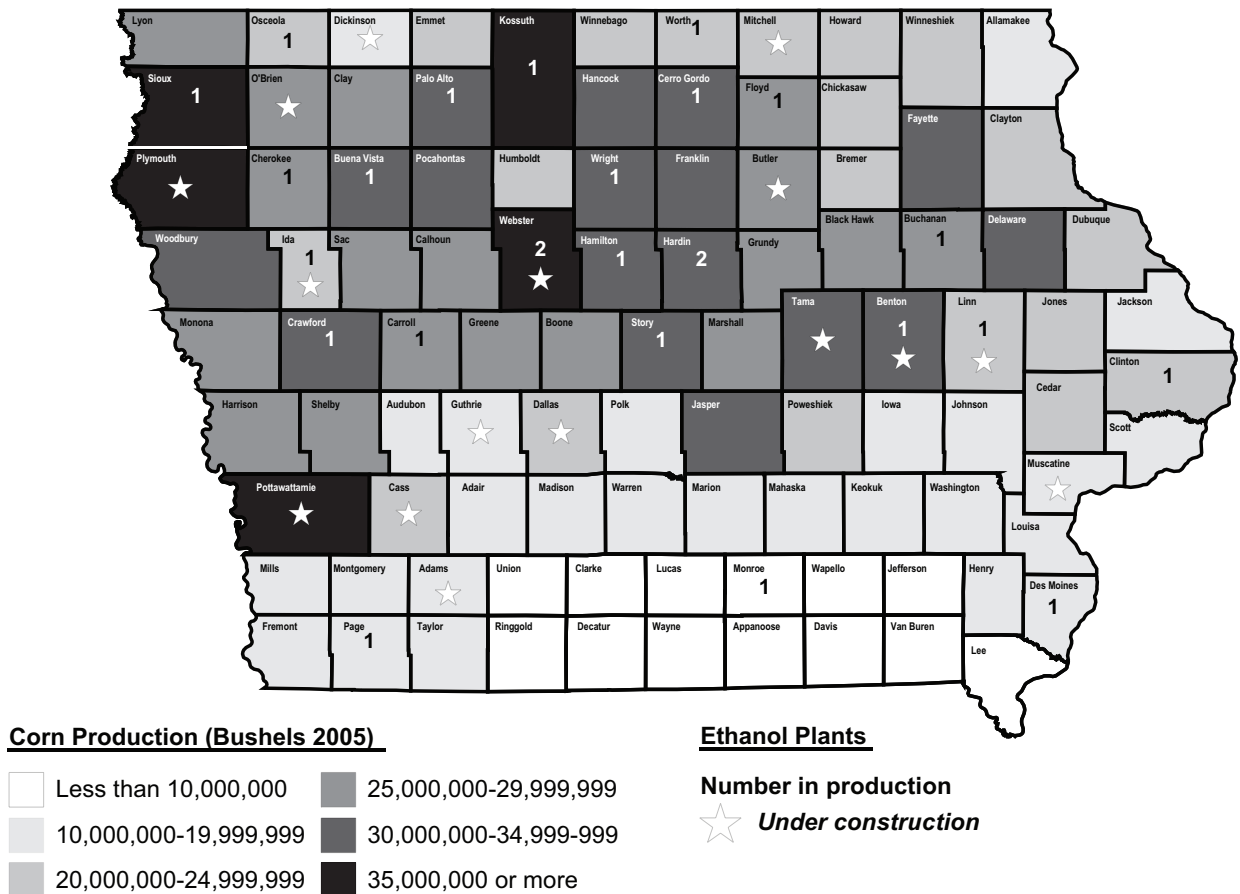 Lyon Osceola Dickinson Emmet Kossuth Winnebago Worth 1 Mitchell Howard Winneshiek Allamakee
1
1
Sioux O'Brien Clay Palo Alto Hancock Cerro Gordo Floyd Chickasaw
1 1 1 1
Fayette Clayton
Plymouth Cherokee Buena Vista Pocahontas Humboldt Wright Franklin Butler Bremer
1 1 1
Webster Black Hawk Buchanan Delaware Dubuque
Woodbury Ida Sac Calhoun Hamilton Hardin Grundy
1 2 1 2 1
Tama Benton Linn Jones Jackson
Monona Crawford Carroll Greene Boone Story Marshall
1 1 1 1 1
Clinton
1
Cedar
Harrison Shelby Audubon Guthrie Dallas Polk Jasper Poweshiek Iowa Johnson
Scott
Muscatine
Pottawattamie Cass Adair Madison Warren Marion Mahaska Keokuk Washington
Louisa
Mills Montgomery Adams Union Clarke Lucas Monroe Wapello Jefferson Henry
1
Des Moines
1
Fremont Page Taylor Ringgold Decatur Wayne Appanoose Davis Van Buren
1
Lee
Corn Production (Bushels 2005)
Less than 10,000,000
10,000,000-19,999,999
20,000,000-24,999,999
25,000,000-29,999,999
30,000,000-34,999-999
35,000,000 or more
Ethanol Plants
Number in production
Under construction